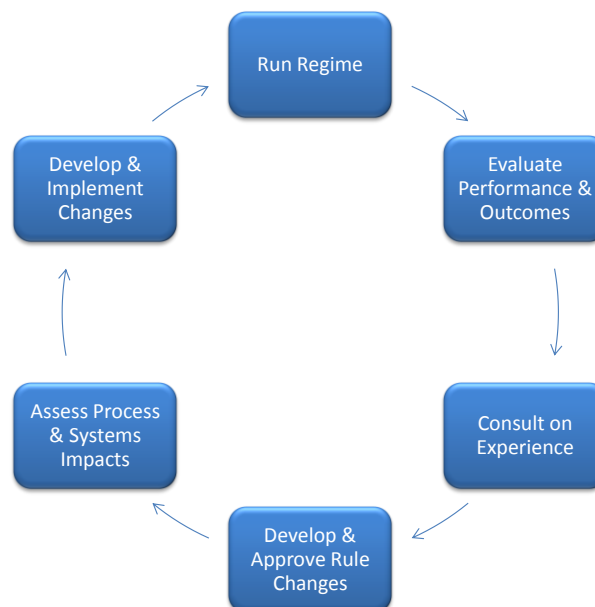 Run Regime
Evaluate
Performance &
Outcomes
Consult on
Experience
Develop &
Approve Rule
Changes
Assess Process
& Systems
Impacts
Develop &
Implement
Changes